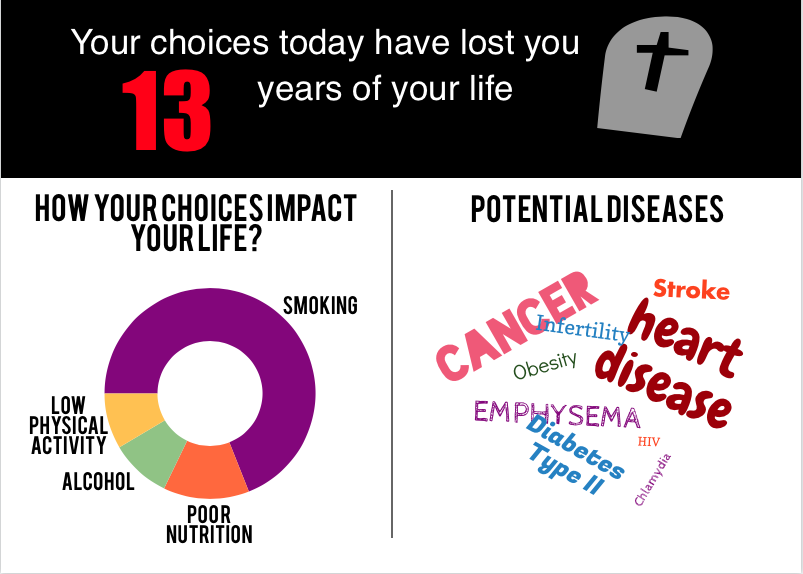 Your choices today have lost you
13 years of your life
HOW YOUR CHOICES IMPACT
YOUR LIFE?
SMOKING
LOW
PHYSICAL
ACTIVITY
ALCOHOL
POOR
NUTRITION
POTENTIAL DISEASES
CANCER
Stroke
Infertility
heart
disease
Obesity
EMPHYSEMA
Diabetes
Type II
HIV
Chlamydia